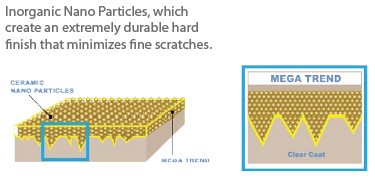 Inorganic Nano Particles, which
create an extremely durable hard
finish that minimizes fine scratches.
CERAMIC
NANO PARTICLES
MEGA TREND
MEGA TREND
Clear Coat